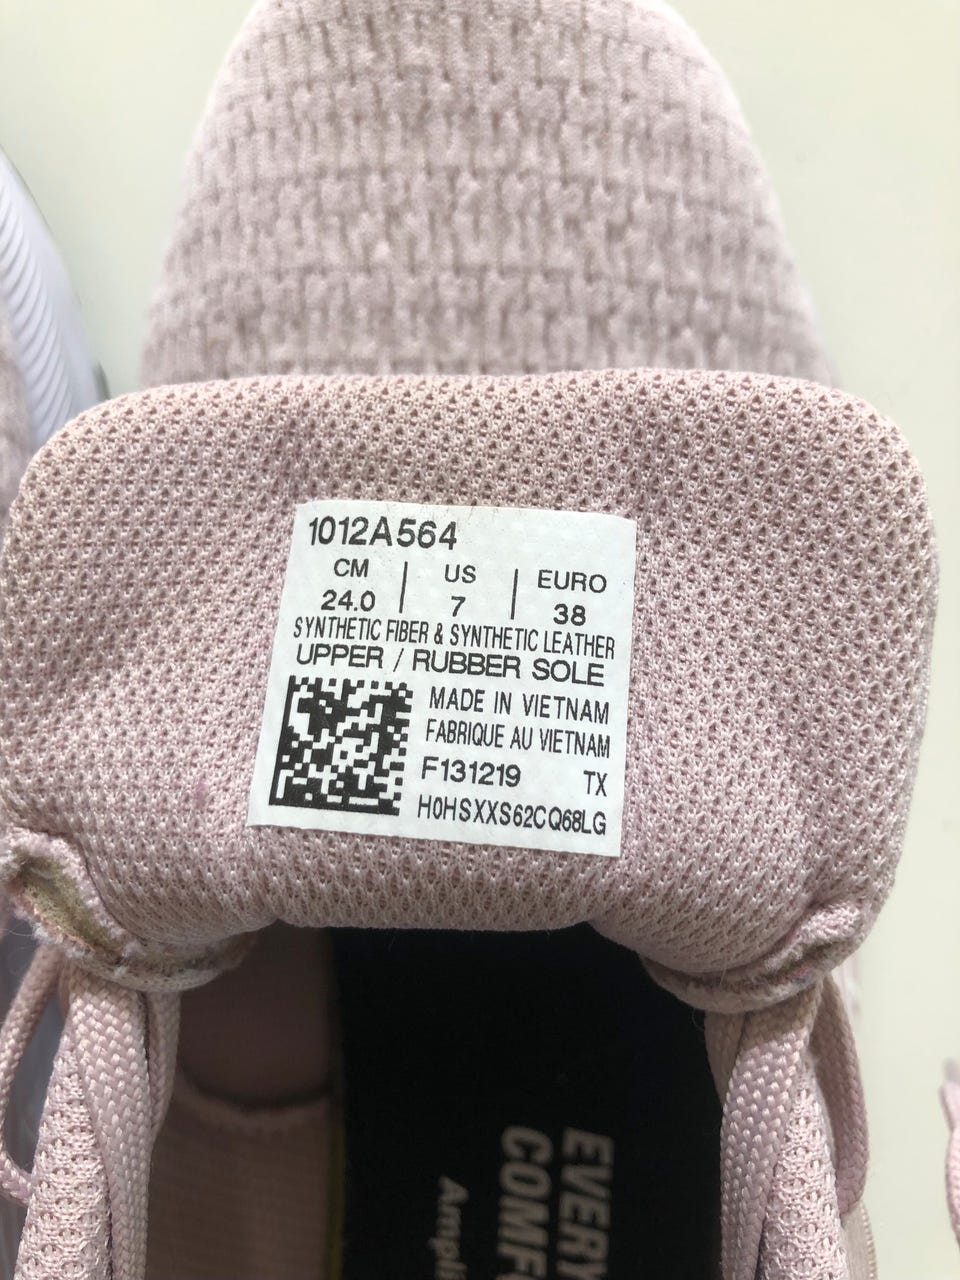 1012A564
CM | US | EURO
24.0 | 7 | 38
SYNTHETIC FIBER & SYNTHETIC LEATHER
UPPER / RUBBER SOLE
MADE IN VIETNAM
FABRIQUE AU VIETNAM
F131219 TX
H0HSXXS62CQ68LG
EVERY
COMF
Ampli